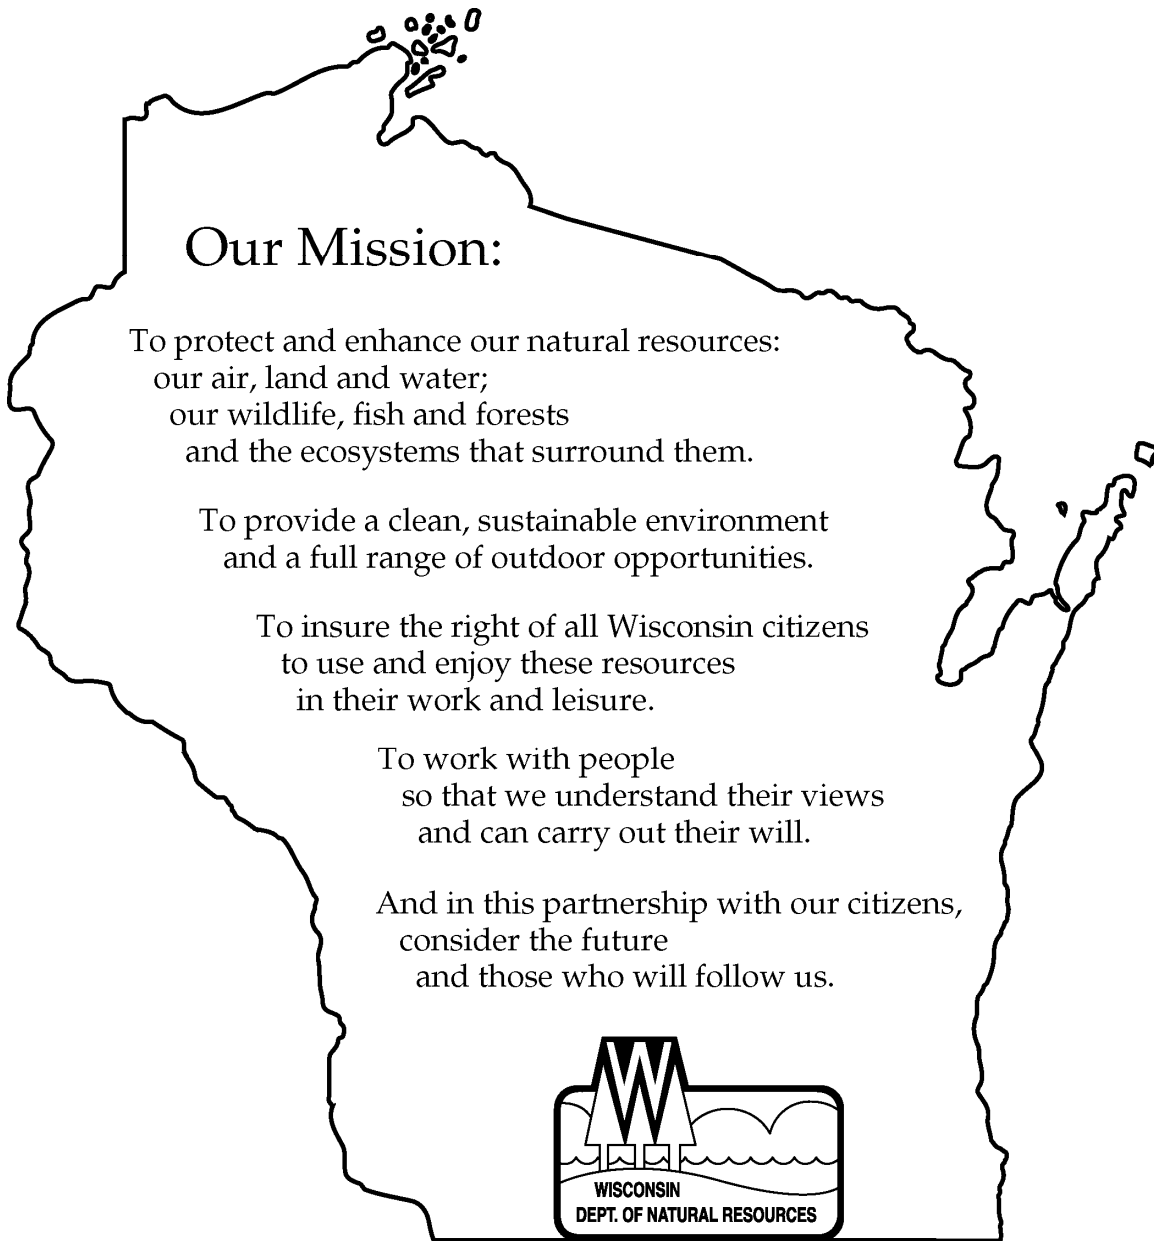 Our Mission:
To protect and enhance our natural resources:
our air, land and water;
our wildlife, fish and forests
and the ecosystems that surround them.
To provide a clean, sustainable environment
and a full range of outdoor opportunities.
To insure the right of all Wisconsin citizens
to use and enjoy these resources
in their work and leisure.
To work with people
so that we understand their views
and can carry out their will.
And in this partnership with our citizens,
consider the future
and those who will follow us.
W
WISCONSIN
DEPT. OF NATURAL RESOURCES